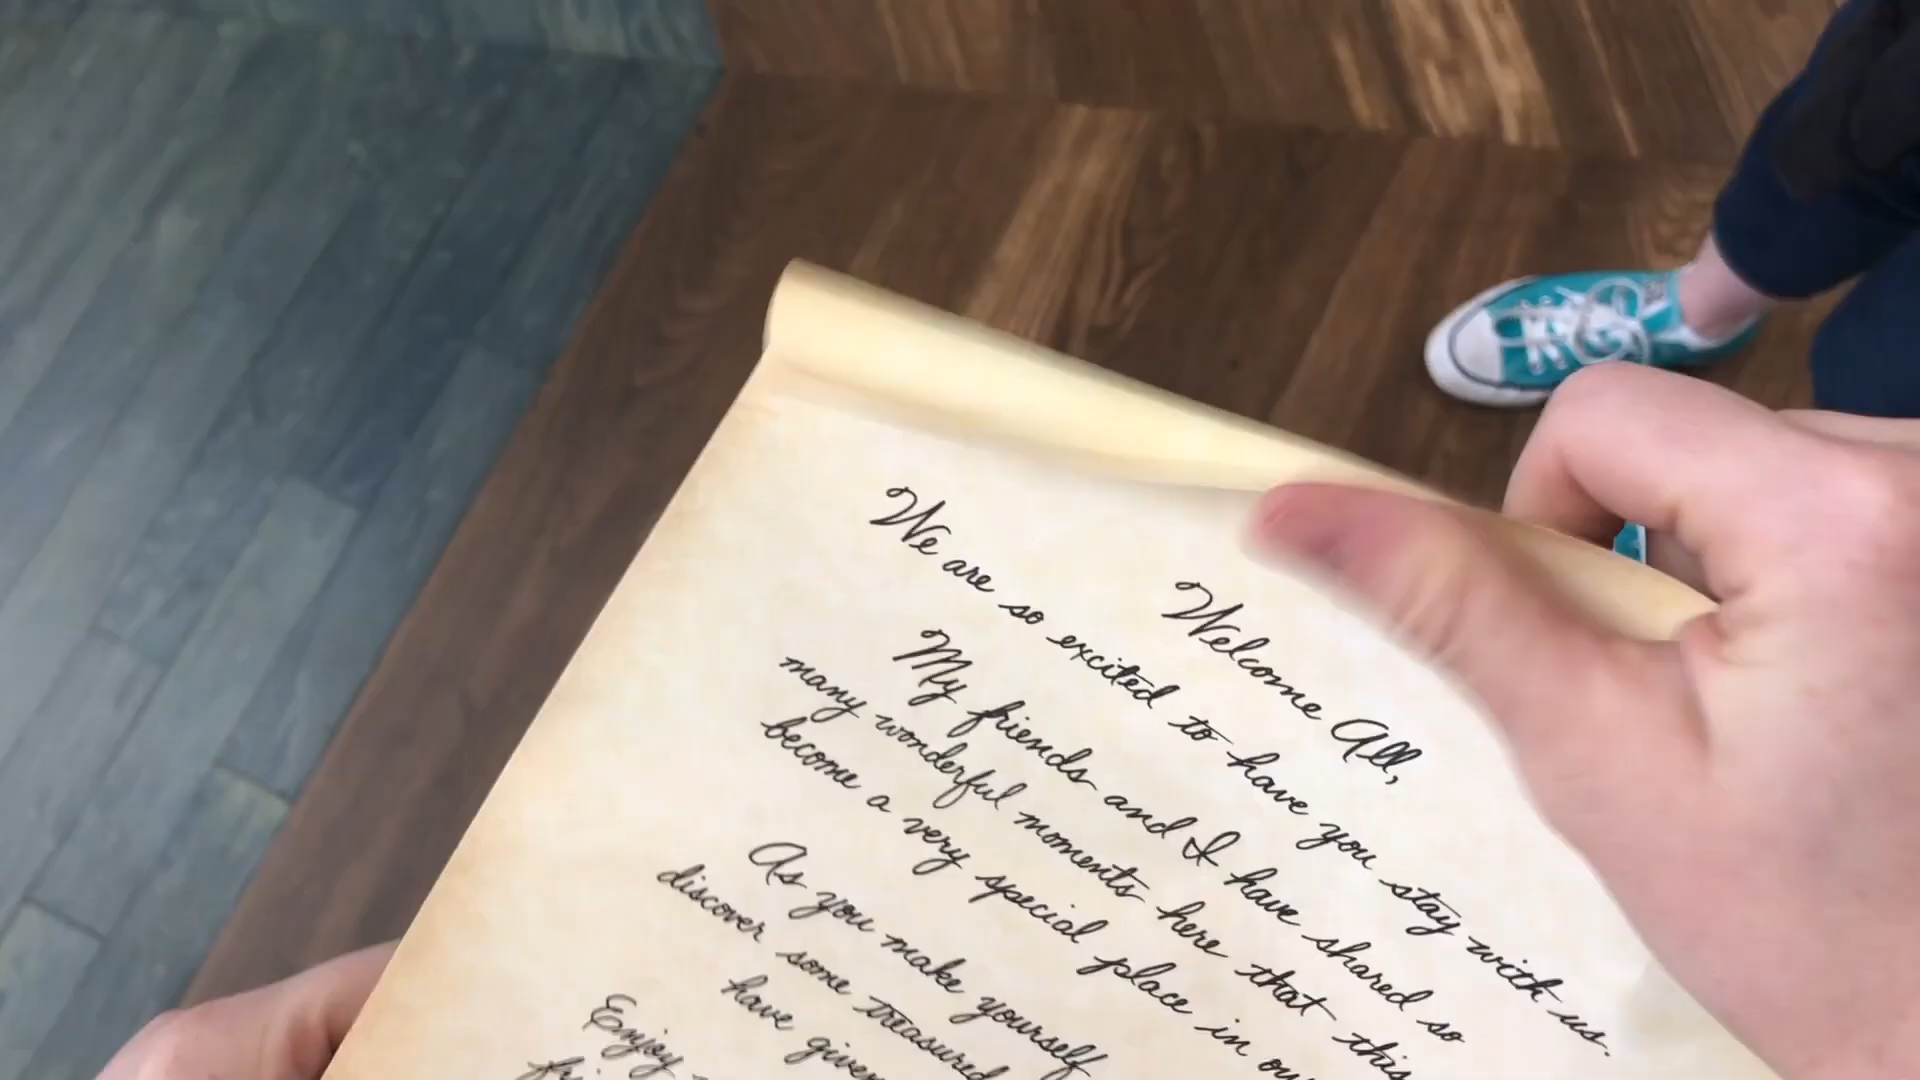 Welcome All,
We are so excited to have you stay with us.
My friends and I have shared so
many wonderful moments here that this
become a very special place in
As you make yourself
discover some treasured
have given
Enjoy